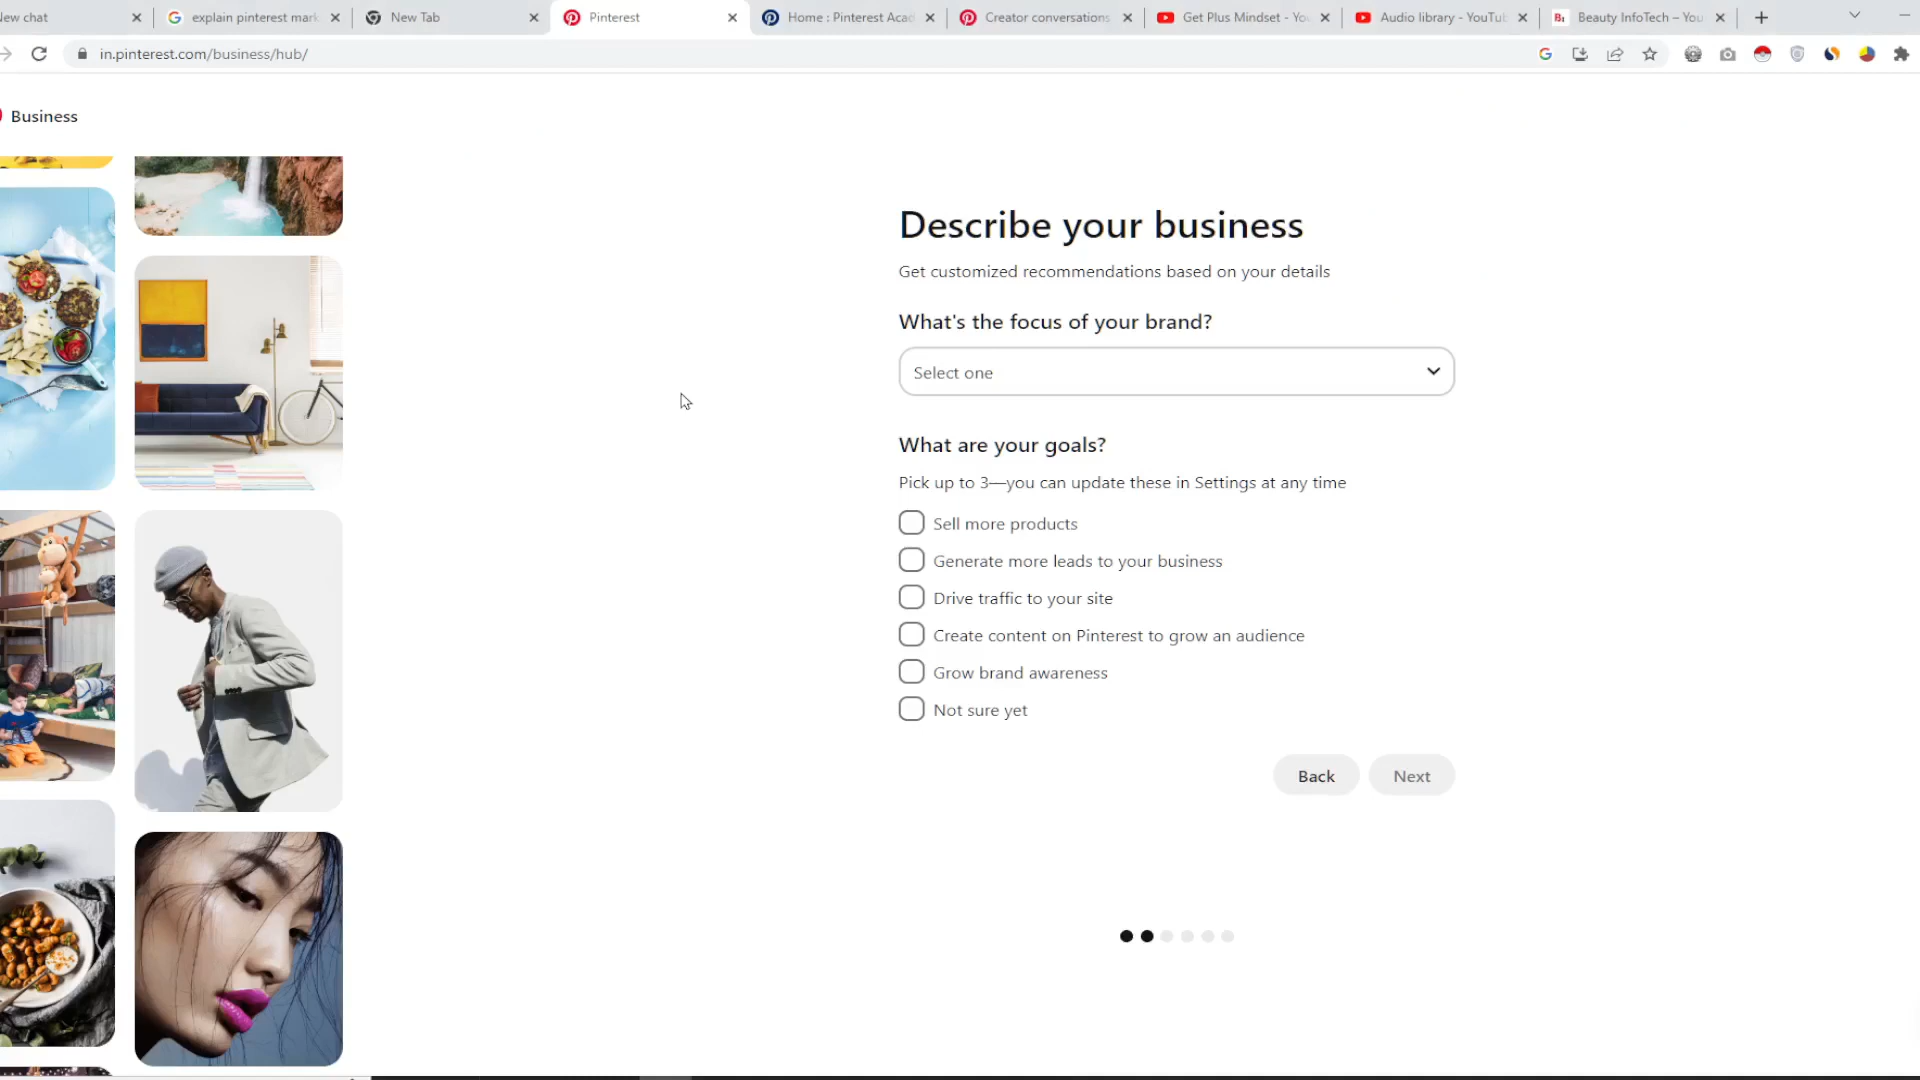 New chat
explain pinterest mark
New Tab
Pinterest
Home : Pinterest Acad
Creator conversations
Get Plus Mindset - You
Audio library - YouTub
Beauty InfoTech – You
in.pinterest.com/business/hub/
Business
Describe your business
Get customized recommendations based on your details
What's the focus of your brand?
Select one
What are your goals?
Pick up to 3—you can update these in Settings at any time
Sell more products
Generate more leads to your business
Drive traffic to your site
Create content on Pinterest to grow an audience
Grow brand awareness
Not sure yet
Back
Next